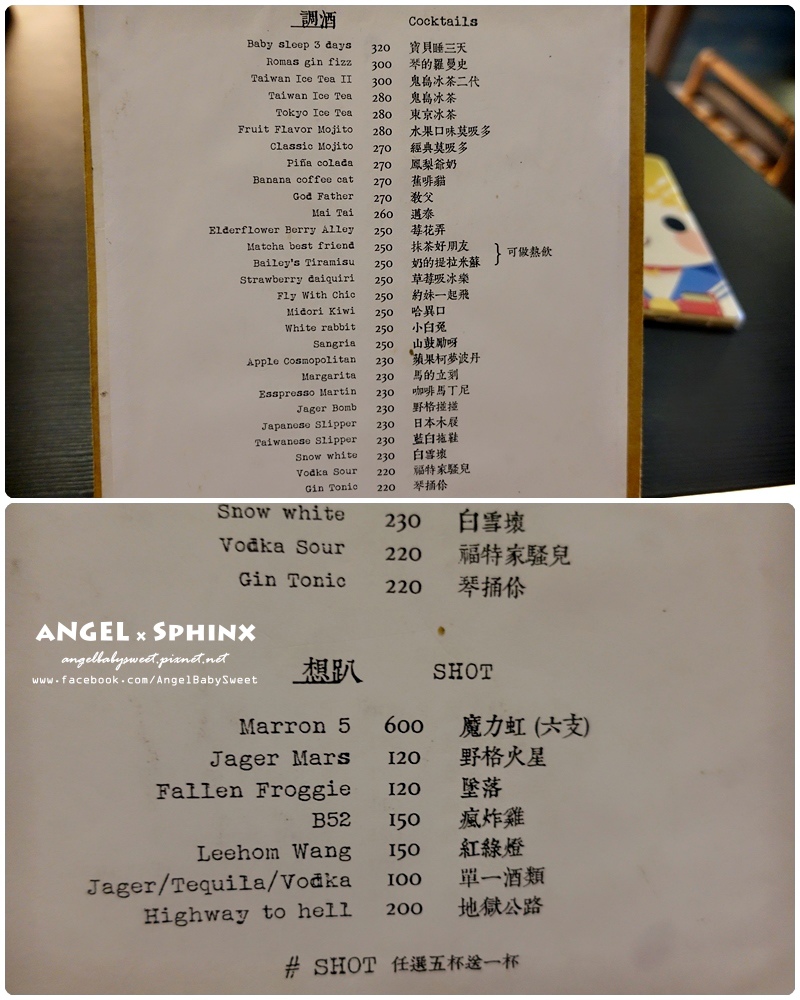 調酒 Cocktails
Baby sleep 3 days 320 寶貝睡三天
Romas gin fizz 300 琴的羅曼史
Taiwan Ice Tea II 300 鬼島冰茶二代
Taiwan Ice Tea 280 鬼島冰茶
Tokyo Ice Tea 280 東京冰茶
Fruit Flavor Mojito 280 水果口味莫吸多
Classic Mojito 270 經典莫吸多
Piña colada 270 鳳梨爺奶
Banana coffee cat 270 蕉啡貓
God Father 270 教父
Mai Tai 260 邁泰
Elderflower Berry Alley 250 莓花弄
Matcha best friend 250 抹茶好朋友
Bailey's Tiramisu 250 奶的提拉米蘇 } 可做熱飲
Strawberry daiquiri 250 草莓吸冰樂
Fly With Chic 250 約妹一起飛
Midori Kiwi 250 哈異口
White rabbit 250 小白兔
Sangria 250 山鼓勵呀
Apple Cosmopolitan 230 蘋果柯夢波丹
Margarita 230 馬的立刻
Esspresso Martin 230 咖啡馬丁尼
Jager Bomb 230 野格撞撞
Japanese Slipper 230 日本木屐
Taiwanese Slipper 230 藍白拖鞋
Snow white 230 白雪壞
Vodka Sour 220 福特家騷兒
Gin Tonic 220 琴捅你
Snow white 230 白雪壞
Vodka Sour 220 福特家騷兒
Gin Tonic 220 琴捅你
ANGEL x SPHINX
angelbabysweet.pixnet.net
www.facebook.com/AngelBabySweet
想趴 SHOT
Marron 5 600 魔力虹 (六支)
Jager Mars 120 野格火星
Fallen Froggie 120 墜落
B52 150 瘋炸雞
Leehom Wang 150 紅綠燈
Jager/Tequila/Vodka 100 單一酒類
Highway to hell 200 地獄公路
# SHOT 任選五杯送一杯